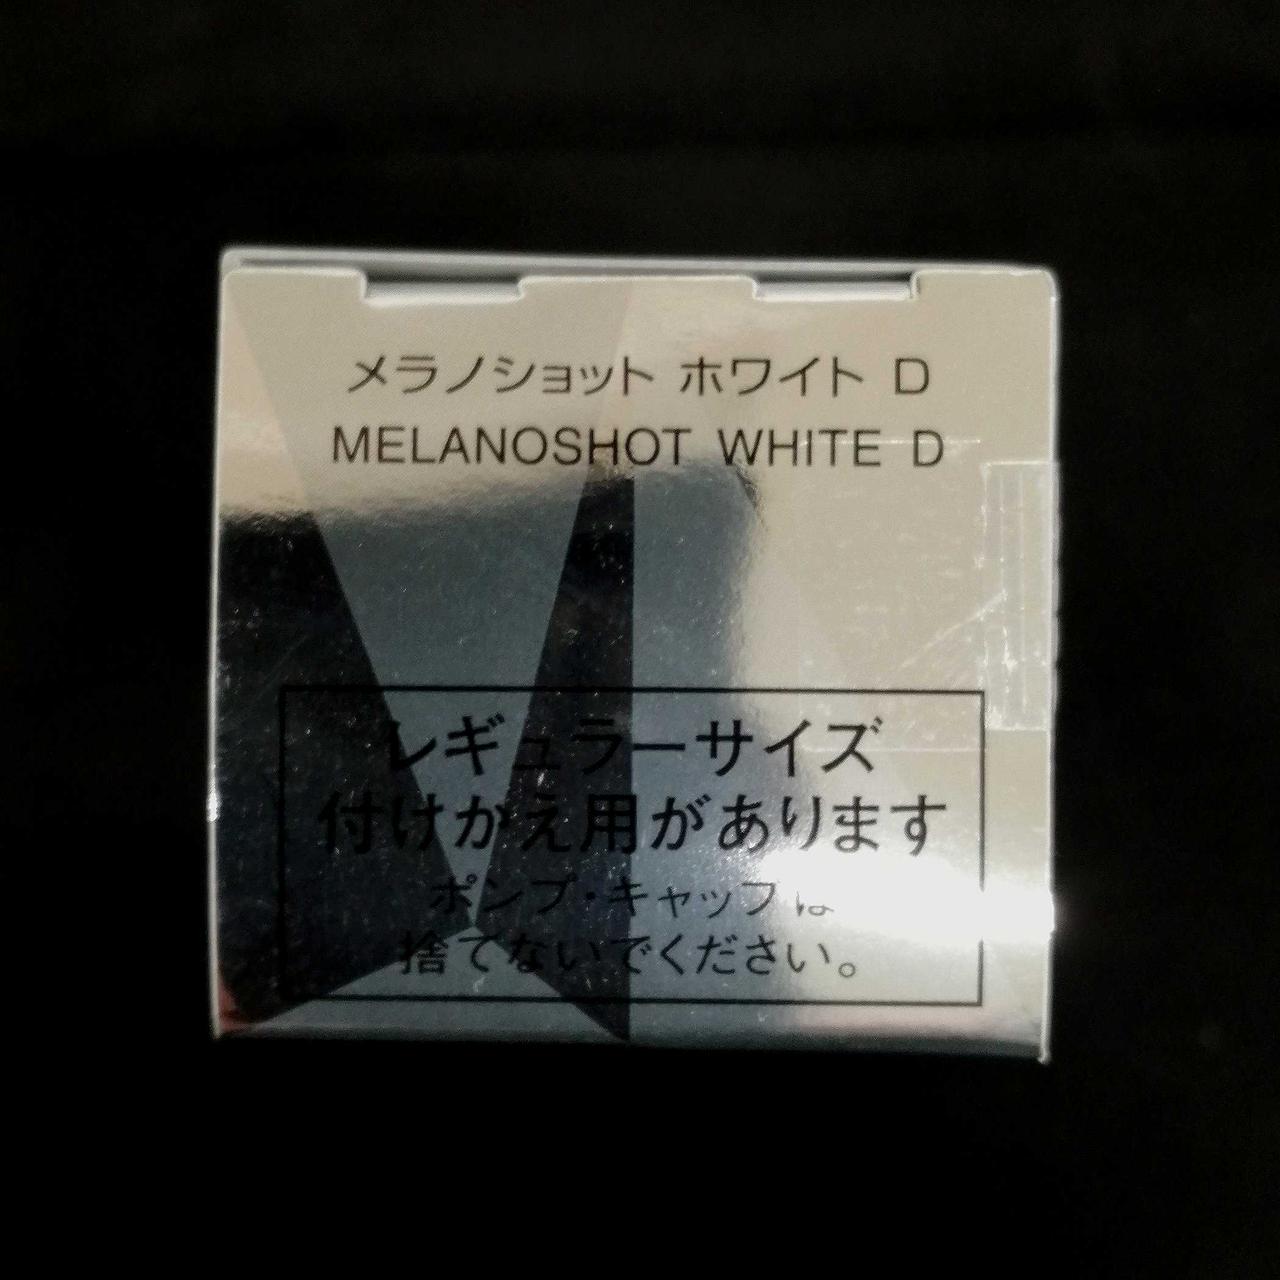 メラノショット ホワイト D
MELANOSHOT WHITE D
レギュラーサイズ
付けかえ用があります
ポンプ・キャップは
捨てないでください。